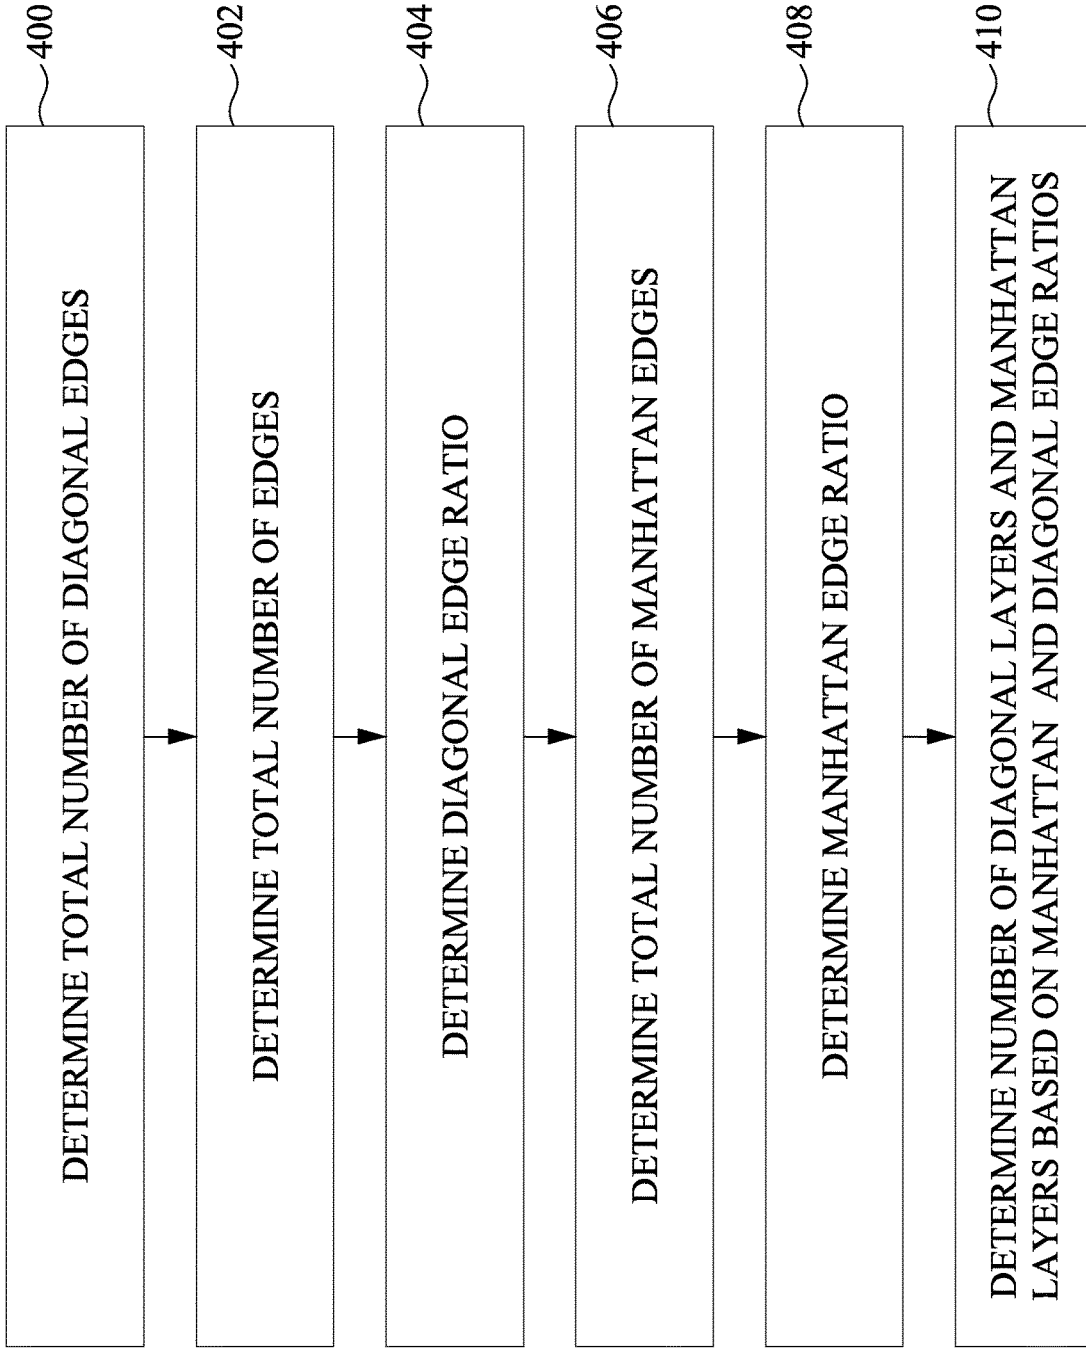 400
DETERMINE TOTAL NUMBER OF DIAGONAL EDGES
402
DETERMINE TOTAL NUMBER OF EDGES
404
DETERMINE DIAGONAL EDGE RATIO
406
DETERMINE TOTAL NUMBER OF MANHATTAN EDGES
408
DETERMINE MANHATTAN EDGE RATIO
410
DETERMINE NUMBER OF DIAGONAL LAYERS AND MANHATTAN
LAYERS BASED ON MANHATTAN AND DIAGONAL EDGE RATIOS